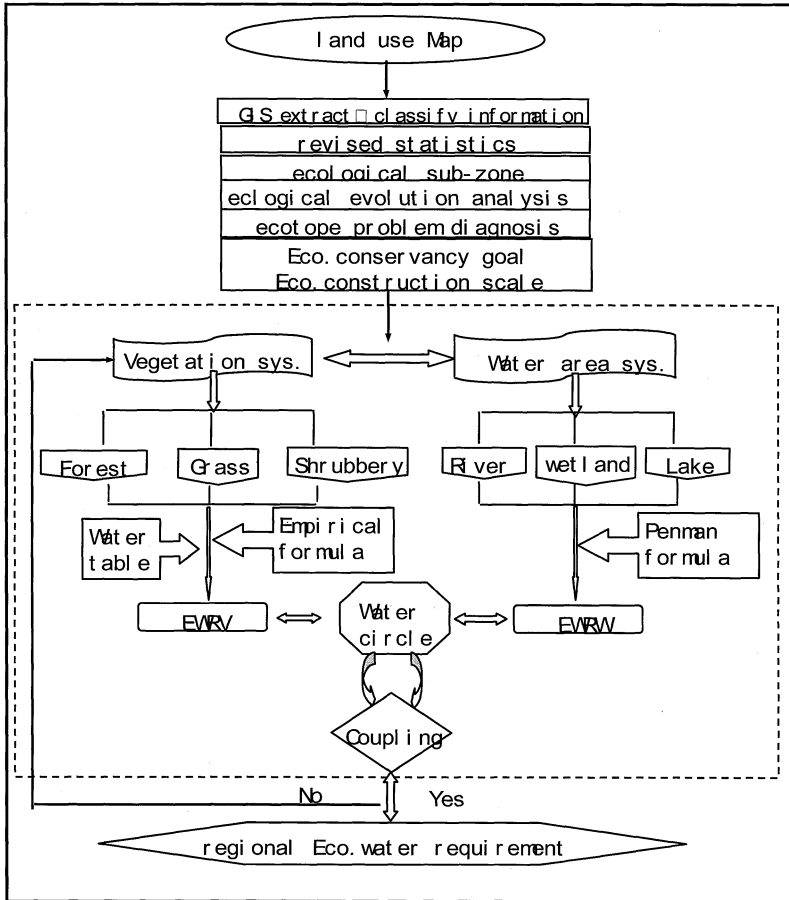 land use Map
GIS extract□classify information
revised statistics
ecological sub-zone
eclogical evolution analysis
ecotope problem diagnosis
Eco. conservancy goal
Eco. construction scale
Vegetation sys.
Water area sys.
Forest
Grass
Shrubbery
River
wetland
Lake
Water
table
Empirical
formula
Penman
formula
EWRV
Water
circle
EWRW
Coupling
No
Yes
regional Eco.water requirement